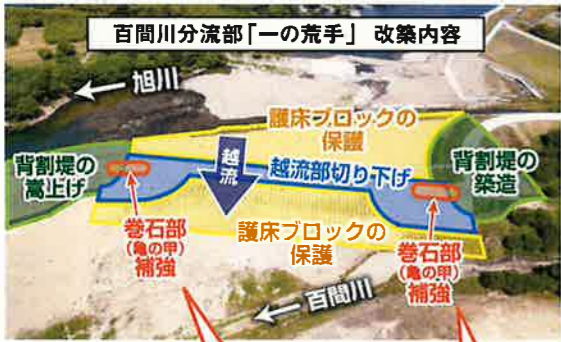 百間川分流部「一の荒手」 改築内容
旭川
護床ブロックの
保護
背割堤の
嵩上げ
越流
越流部切り下げ
背割堤の
築造
巻石部
(亀の甲)
補強
護床ブロックの
保護
巻石部
(亀の甲)
補強
百間川